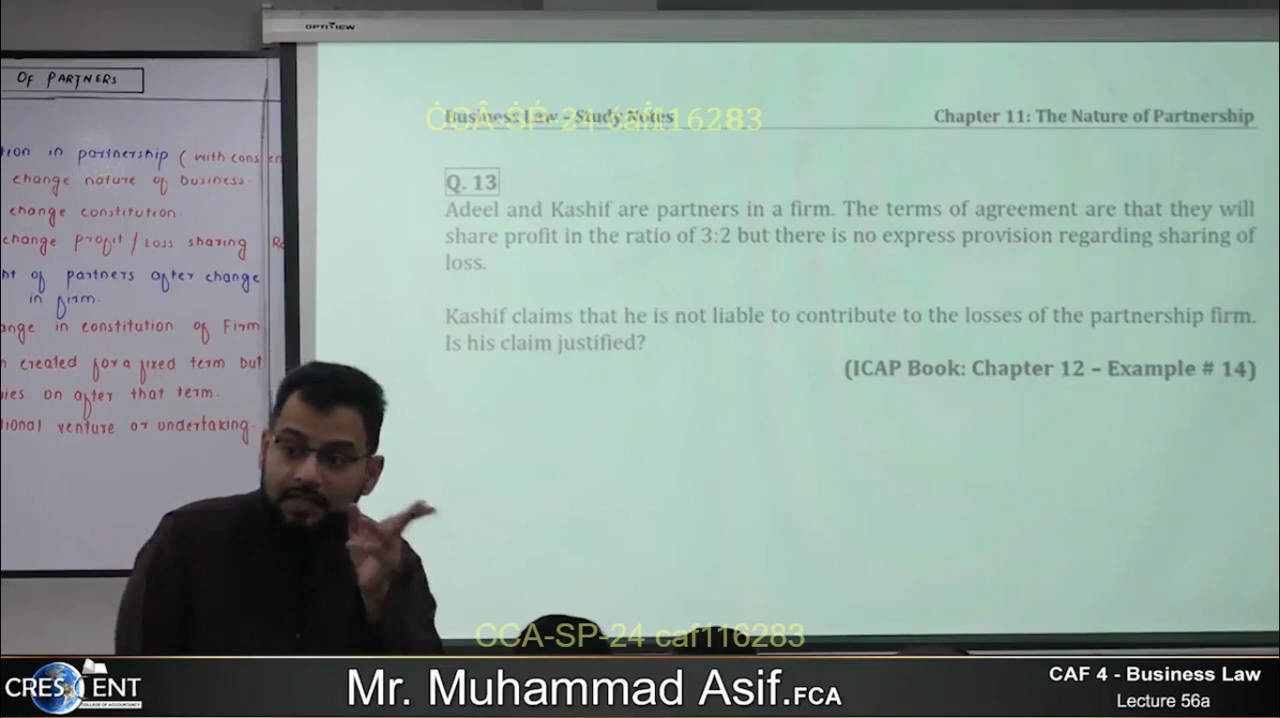 OPTIVIEW
OF PARTNERS
tion in partnership ( with consen
change nature of business.
change constitution.
change profit / Loss sharing Ra
nt of partners after change
in firm.
ange in constitution of Firm
n created for a fixed term but
ies on after that term.
tional venture or undertaking.
CCA-SP-24 caf116283
Business Law – Study Notes
Chapter 11: The Nature of Partnership
Q. 13
Adeel and Kashif are partners in a firm. The terms of agreement are that they will
share profit in the ratio of 3:2 but there is no express provision regarding sharing of
loss.
Kashif claims that he is not liable to contribute to the losses of the partnership firm.
Is his claim justified?
(ICAP Book: Chapter 12 – Example # 14)
CCA-SP-24 caf116283
CRESCENT
COLLEGE OF ACCOUNTANCY
Mr. Muhammad Asif.FCA
CAF 4 - Business Law
Lecture 56a